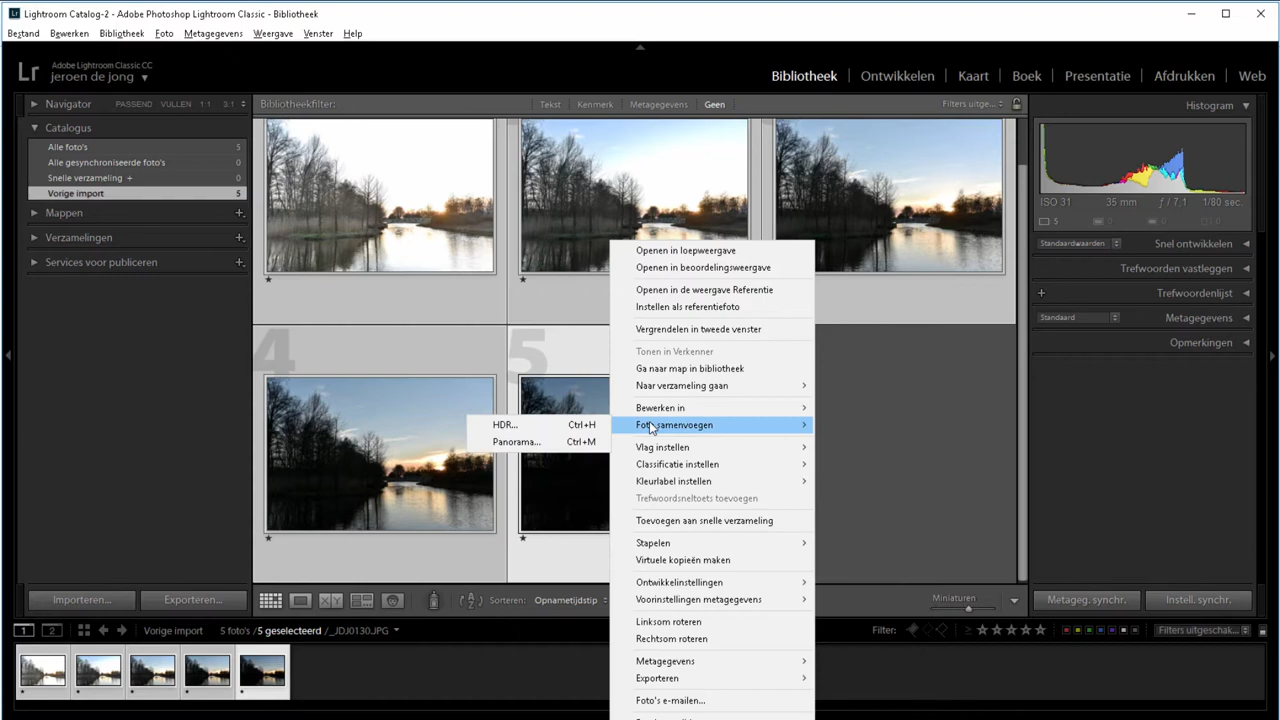 Lightroom Catalog-2 - Adobe Photoshop Lightroom Classic - Bibliotheek
Bestand Bewerken Bibliotheek Foto Metagegevens Weergave Venster Help
Lr
Adobe Lightroom Classic CC
jeroen de jong
Bibliotheek Ontwikkelen Kaart Boek Presentatie Afdrukken Web
Navigator PASSEND VULLEN 1:1 3:1
Catalogus
Alle foto's 5
Alle gesynchroniseerde foto's 0
Snelle verzameling + 0
Vorige import 5
Mappen
Verzamelingen
Services voor publiceren
Importeren... Exporteren...
Bibliotheekfilter: Tekst Kenmerk Metagegevens Geen Filters uitge...
4
5
Openen in loepweergave
Openen in beoordelingsweergave
Openen in de weergave Referentie
Instellen als referentiefoto
Vergrendelen in tweede venster
Tonen in Verkenner
Ga naar map in bibliotheek
Naar verzameling gaan
Bewerken in
samenvoegen
Vlag instellen
Classificatie instellen
Kleurlabel instellen
Trefwoordsneltoets toevoegen
Toevoegen aan snelle verzameling
Stapelen
Virtuele kopieën maken
Ontwikkelinstellingen
Voorinstellingen metagegevens
Linksom roteren
Rechtsom roteren
Metagegevens
Exporteren
Foto's e-mailen...
HDR... Ctrl+H
Panorama... Ctrl+M
Histogram
ISO 31 35 mm f / 7,1 1/80 sec.
5
Standaardwaarden Snel ontwikkelen
Trefwoorden vastleggen
Trefwoordenlijst
Standaard Metagegevens
Opmerkingen
Sorteren: Opnametijdstip
Miniaturen
Metageg. synchr. Instell. synchr.
1 2 Vorige import 5 foto's /5 geselecteerd /_JDJ0130.JPG
Filter: Filters uitgeschak...